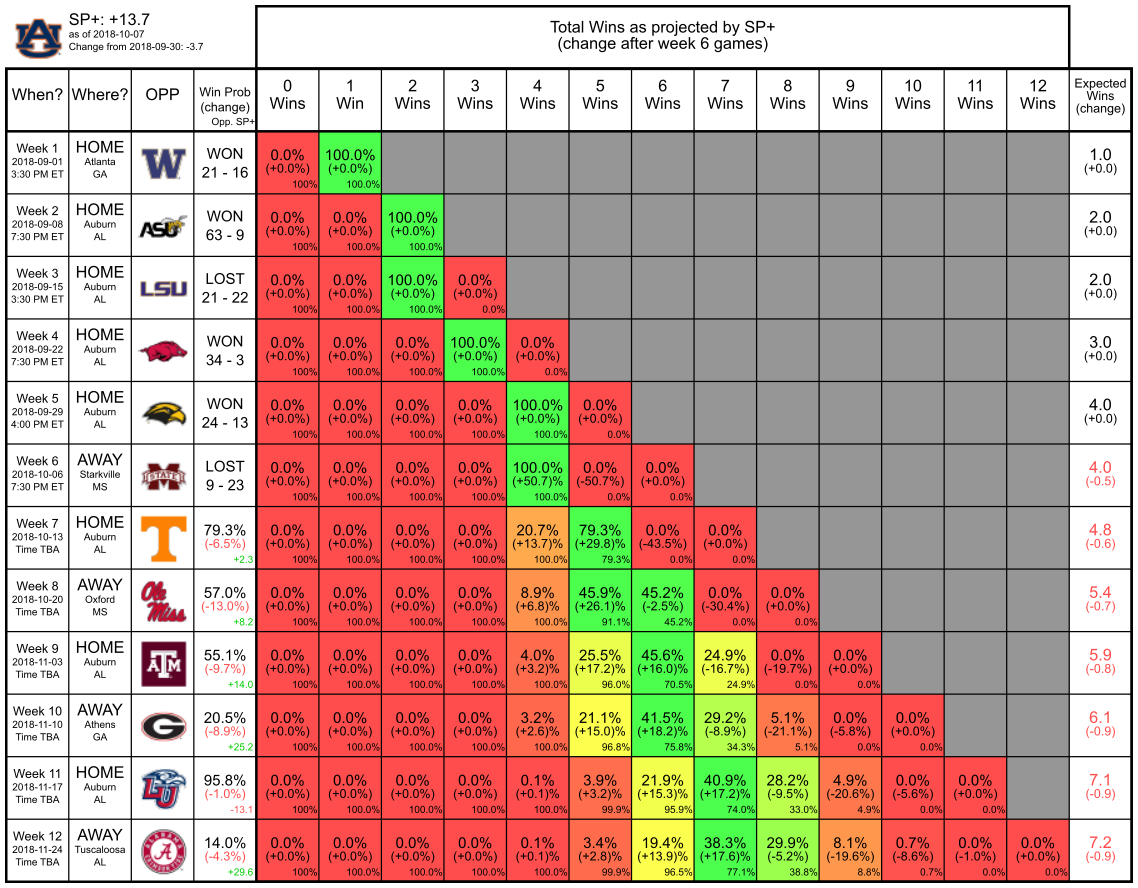 SP+: +13.7
as of 2018-10-07
Change from 2018-09-30: -3.7
Total Wins as projected by SP+
(change after week 6 games)
When? Where? OPP Win Prob (change) Opp. SP+ 0 Wins 1 Win 2 Wins 3 Wins 4 Wins 5 Wins 6 Wins 7 Wins 8 Wins 9 Wins 10 Wins 11 Wins 12 Wins Expected Wins (change)
Week 1 HOME W WON 0.0% 100.0% 1.0
2018-09-01 Atlanta 21 - 16 (+0.0%) (+0.0%) (+0.0)
3:30 PM ET GA 100% 100.0%
Week 2 HOME ASU WON 0.0% 0.0% 100.0% 2.0
2018-09-08 Auburn 63 - 9 (+0.0%) (+0.0%) (+0.0%) (+0.0)
7:30 PM ET AL 100% 100.0% 100.0%
Week 3 HOME LSU LOST 0.0% 0.0% 100.0% 0.0% 2.0
2018-09-15 Auburn 21 - 22 (+0.0%) (+0.0%) (+0.0%) (+0.0%) (+0.0)
3:30 PM ET AL 100% 100.0% 100.0% 0.0%
Week 4 HOME WON 0.0% 0.0% 0.0% 100.0% 0.0% 3.0
2018-09-22 Auburn 34 - 3 (+0.0%) (+0.0%) (+0.0%) (+0.0%) (+0.0%) (+0.0)
7:30 PM ET AL 100% 100.0% 100.0% 100.0% 0.0%
Week 5 HOME WON 0.0% 0.0% 0.0% 0.0% 100.0% 0.0% 4.0
2018-09-29 Auburn 24 - 13 (+0.0%) (+0.0%) (+0.0%) (+0.0%) (+0.0%) (+0.0%) (+0.0)
4:00 PM ET AL 100% 100.0% 100.0% 100.0% 100.0% 0.0%
Week 6 AWAY STATE LOST 0.0% 0.0% 0.0% 0.0% 100.0% 0.0% 0.0% 4.0
2018-10-06 Starkville 9 - 23 (+0.0%) (+0.0%) (+0.0%) (+0.0%) (+50.7)% (-50.7%) (+0.0%) (-0.5)
7:30 PM ET MS 100% 100.0% 100.0% 100.0% 100.0% 0.0% 0.0%
Week 7 HOME T 79.3% 0.0% 0.0% 0.0% 0.0% 20.7% 79.3% 0.0% 0.0% 4.8
2018-10-13 Auburn (-6.5%) (+0.0%) (+0.0%) (+0.0%) (+0.0%) (+13.7)% (+29.8)% (-43.5%) (+0.0%) (-0.6)
Time TBA AL +2.3 100% 100.0% 100.0% 100.0% 100.0% 79.3% 0.0% 0.0%
Week 8 AWAY Ole Miss 57.0% 0.0% 0.0% 0.0% 0.0% 8.9% 45.9% 45.2% 0.0% 0.0% 5.4
2018-10-20 Oxford (-13.0%) (+0.0%) (+0.0%) (+0.0%) (+0.0%) (+6.8)% (+26.1)% (-2.5%) (-30.4%) (+0.0%) (-0.7)
Time TBA MS +8.2 100% 100.0% 100.0% 100.0% 100.0% 91.1% 45.2% 0.0% 0.0%
Week 9 HOME ATM 55.1% 0.0% 0.0% 0.0% 0.0% 4.0% 25.5% 45.6% 24.9% 0.0% 0.0% 5.9
2018-11-03 Auburn (-9.7%) (+0.0%) (+0.0%) (+0.0%) (+0.0%) (+3.2)% (+17.2)% (+16.0)% (-16.7%) (-19.7%) (+0.0%) (-0.8)
Time TBA AL +14.0 100% 100.0% 100.0% 100.0% 100.0% 96.0% 70.5% 24.9% 0.0% 0.0%
Week 10 AWAY G 20.5% 0.0% 0.0% 0.0% 0.0% 3.2% 21.1% 41.5% 29.2% 5.1% 0.0% 0.0% 6.1
2018-11-10 Athens (-8.9%) (+0.0%) (+0.0%) (+0.0%) (+0.0%) (+2.6)% (+15.0)% (+18.2)% (-8.9%) (-21.1%) (-5.8%) (+0.0%) (-0.9)
Time TBA GA +25.2 100% 100.0% 100.0% 100.0% 100.0% 96.8% 75.8% 34.3% 5.1% 0.0% 0.0%
Week 11 HOME LU 95.8% 0.0% 0.0% 0.0% 0.0% 0.1% 3.9% 21.9% 40.9% 28.2% 4.9% 0.0% 0.0% 7.1
2018-11-17 Auburn (-1.0%) (+0.0%) (+0.0%) (+0.0%) (+0.0%) (+0.1)% (+3.2)% (+15.3)% (+17.2)% (-9.5%) (-20.6%) (-5.6%) (+0.0%) (-0.9)
Time TBA AL -13.1 100% 100.0% 100.0% 100.0% 100.0% 99.9% 95.9% 74.0% 33.0% 4.9% 0.0% 0.0%
Week 12 AWAY A 14.0% 0.0% 0.0% 0.0% 0.0% 0.1% 3.4% 19.4% 38.3% 29.9% 8.1% 0.7% 0.0% 0.0% 7.2
2018-11-24 Tuscaloosa (-4.3%) (+0.0%) (+0.0%) (+0.0%) (+0.0%) (+0.1)% (+2.8)% (+13.9)% (+17.6)% (-5.2%) (-19.6%) (-8.6%) (-1.0%) (+0.0%) (-0.9)
Time TBA AL +29.6 100% 100.0% 100.0% 100.0% 100.0% 99.9% 96.5% 77.1% 38.8% 8.8% 0.7% 0.0% 0.0%